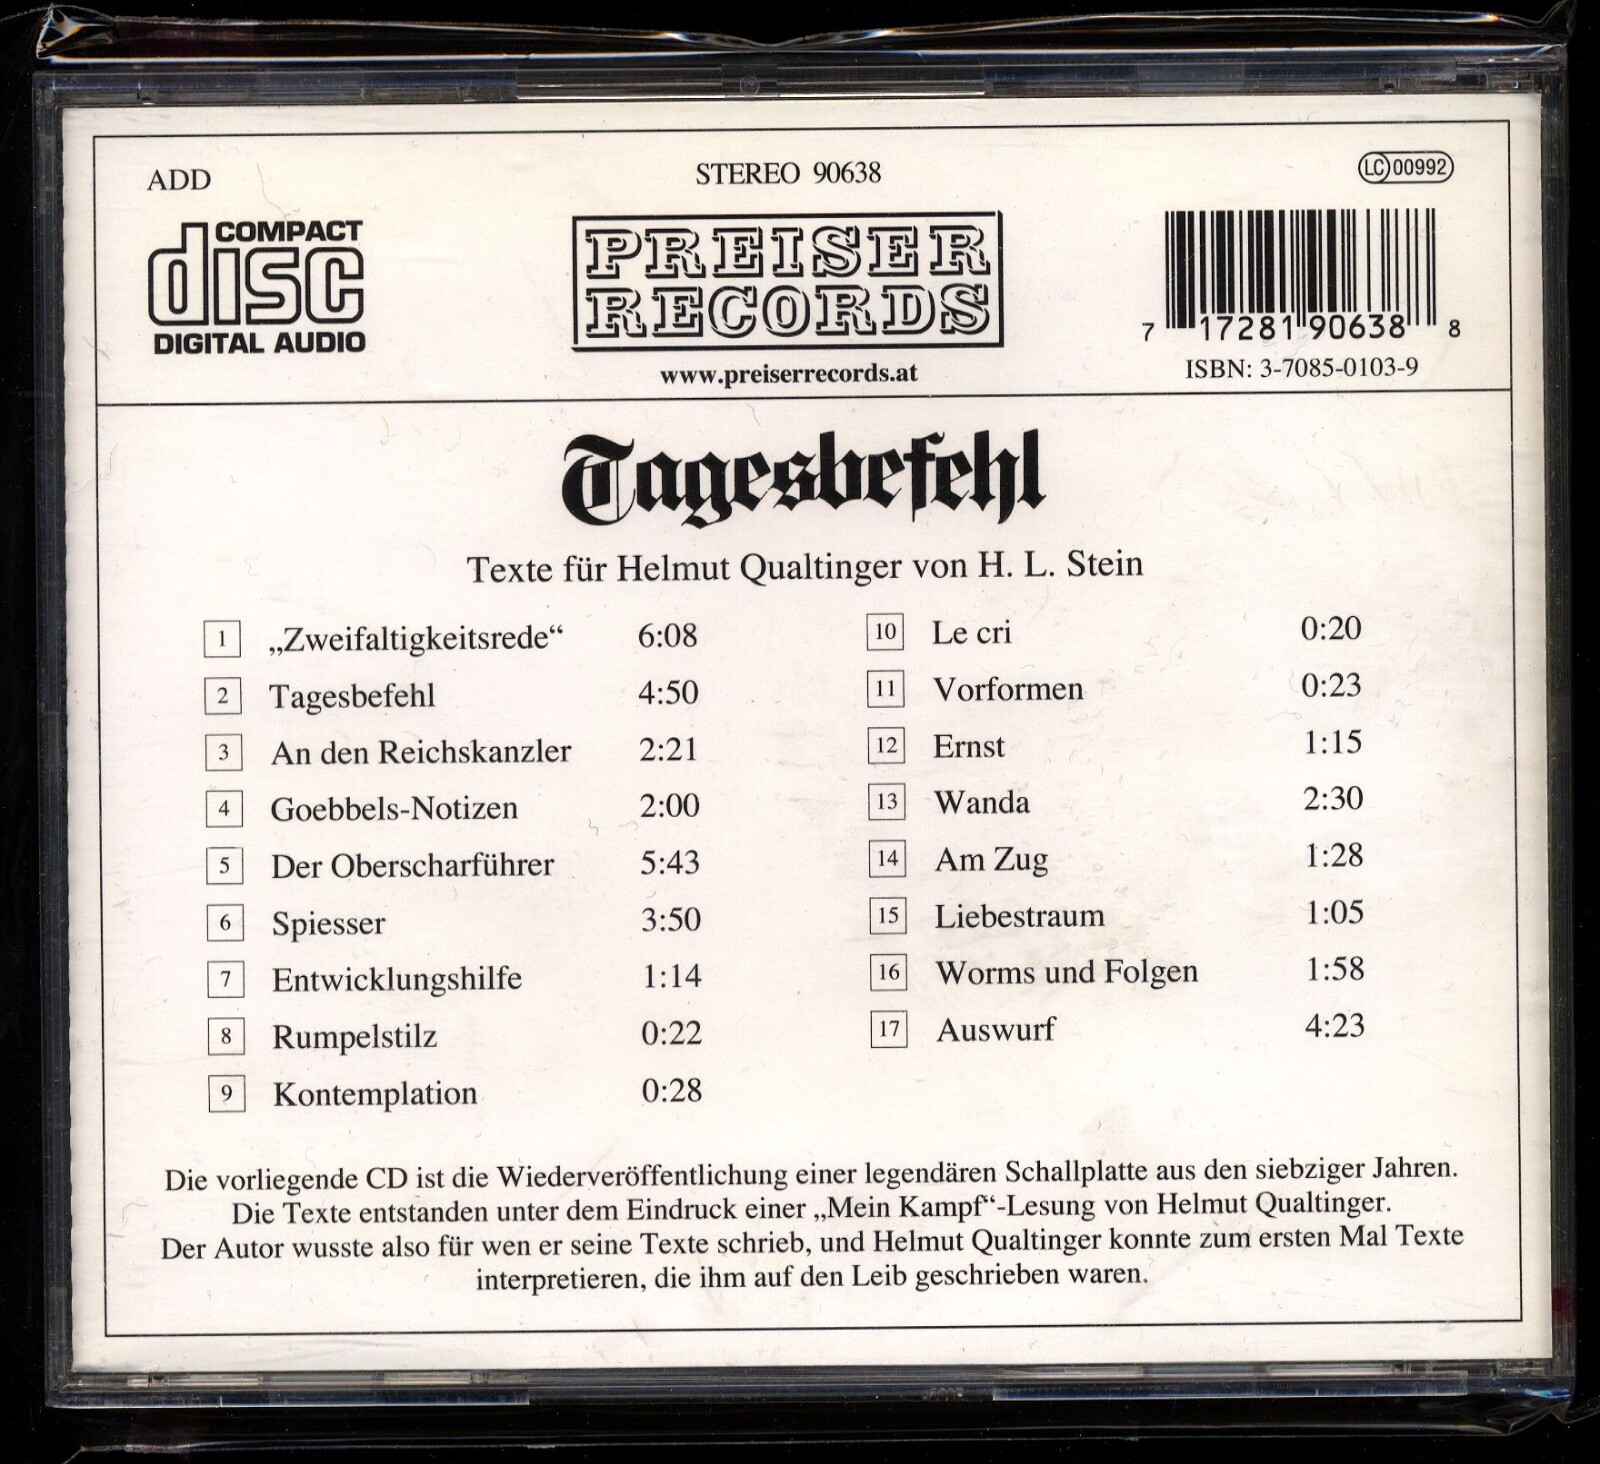 ADD
STEREO 90638
LC 00992
COMPACT
disc
DIGITAL AUDIO
PREISER
RECORDS
www.preiserrecords.at
7 17281 90638 8
ISBN: 3-7085-0103-9
Tagesbefehl
Texte für Helmut Qualtinger von H. L. Stein
1 „Zweifaltigkeitsrede“ 6:08
2 Tagesbefehl 4:50
3 An den Reichskanzler 2:21
4 Goebbels-Notizen 2:00
5 Der Oberscharführer 5:43
6 Spiesser 3:50
7 Entwicklungshilfe 1:14
8 Rumpelstilz 0:22
9 Kontemplation 0:28
10 Le cri 0:20
11 Vorformen 0:23
12 Ernst 1:15
13 Wanda 2:30
14 Am Zug 1:28
15 Liebestraum 1:05
16 Worms und Folgen 1:58
17 Auswurf 4:23
Die vorliegende CD ist die Wiederveröffentlichung einer legendären Schallplatte aus den siebziger Jahren.
Die Texte entstanden unter dem Eindruck einer „Mein Kampf“-Lesung von Helmut Qualtinger.
Der Autor wusste also für wen er seine Texte schrieb, und Helmut Qualtinger konnte zum ersten Mal Texte
interpretieren, die ihm auf den Leib geschrieben waren.